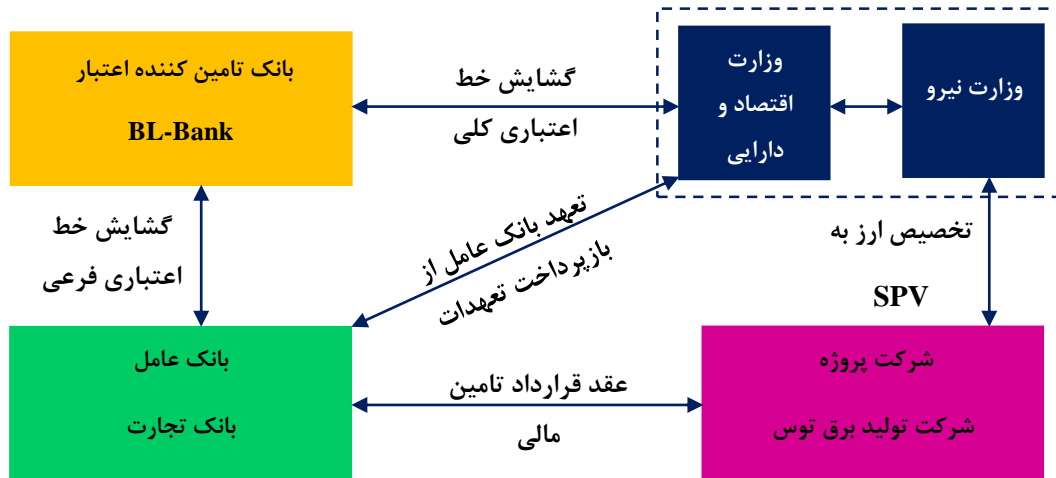 وزارت نیرو
وزارت
اقتصاد و
دارایی
گشایش خط
اعتباری کلی
بانک تامین کننده اعتبار
BL-Bank
تخصیص ارز به
SPV
تعهد بانک عامل از
بازپرداخت تعهدات
گشایش خط
اعتباری فرعی
شرکت پروژه
شرکت تولید برق توس
عقد قرارداد تامین
مالی
بانک عامل
بانک تجارت